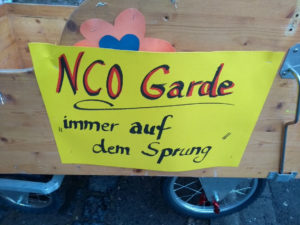 NCO Garde
immer auf
dem Sprung